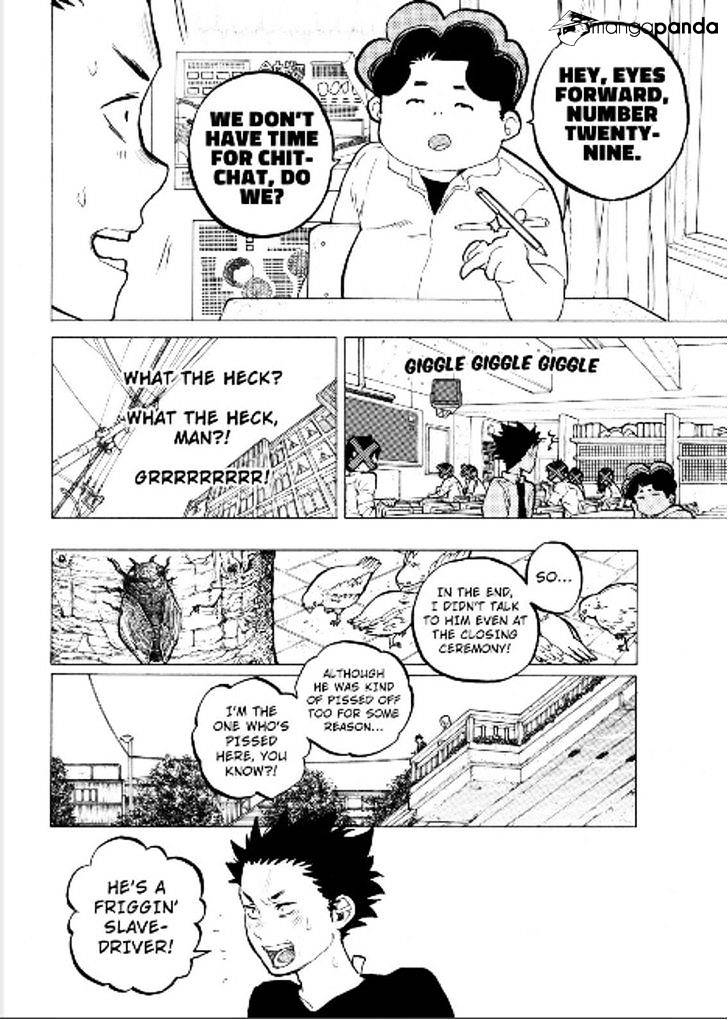 mangapanda
HEY, EYES
FORWARD,
NUMBER
TWENTY-
NINE.
WE DON'T
HAVE TIME
FOR CHIT-
CHAT, DO
WE?
GIGGLE GIGGLE GIGGLE
WHAT THE HECK?
WHAT THE HECK,
MAN?!
GRRRRRRRRR!
SO...
IN THE END,
I DIDN'T TALK
TO HIM EVEN AT
THE CLOSING
CEREMONY!
ALTHOUGH
HE WAS KIND
OF PISSED OFF
TOO FOR SOME
REASON...
I'M THE
ONE WHO'S
PISSED
HERE, YOU
KNOW?!
HE'S A
FRIGGIN'
SLAVE-
DRIVER!